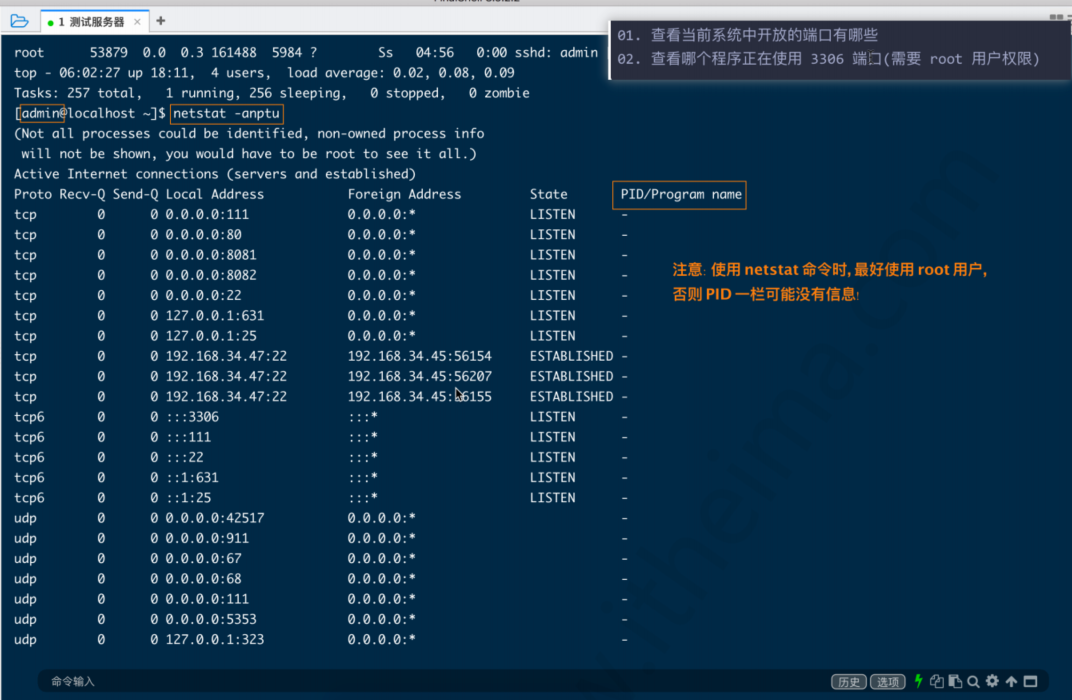 1 测试服务器 × +
01. 查看当前系统中开放的端口有哪些
02. 查看哪个程序正在使用 3306 端口(需要 root 用户权限)
root 53879 0.0 0.3 161488 5984 ? Ss 04:56 0:00 sshd: admin
top - 06:02:27 up 18:11, 4 users, load average: 0.02, 0.08, 0.09
Tasks: 257 total, 1 running, 256 sleeping, 0 stopped, 0 zombie
[admin@localhost ~]$ netstat -anptu
(Not all processes could be identified, non-owned process info
will not be shown, you would have to be root to see it all.)
Active Internet connections (servers and established)
Proto Recv-Q Send-Q Local Address Foreign Address State PID/Program name
tcp 0 0 0.0.0.0:111 0.0.0.0:* LISTEN -
tcp 0 0 0.0.0.0:80 0.0.0.0:* LISTEN -
tcp 0 0 0.0.0.0:8081 0.0.0.0:* LISTEN -
tcp 0 0 0.0.0.0:8082 0.0.0.0:* LISTEN -
tcp 0 0 0.0.0.0:22 0.0.0.0:* LISTEN -
tcp 0 0 127.0.0.1:631 0.0.0.0:* LISTEN -
tcp 0 0 127.0.0.1:25 0.0.0.0:* LISTEN -
tcp 0 0 192.168.34.47:22 192.168.34.45:56154 ESTABLISHED -
tcp 0 0 192.168.34.47:22 192.168.34.45:56207 ESTABLISHED -
tcp 0 0 192.168.34.47:22 192.168.34.45:56155 ESTABLISHED -
tcp6 0 0 :::3306 :::* LISTEN -
tcp6 0 0 :::111 :::* LISTEN -
tcp6 0 0 :::22 :::* LISTEN -
tcp6 0 0 ::1:631 :::* LISTEN -
tcp6 0 0 ::1:25 :::* LISTEN -
udp 0 0 0.0.0.0:42517 0.0.0.0:* -
udp 0 0 0.0.0.0:911 0.0.0.0:* -
udp 0 0 0.0.0.0:67 0.0.0.0:* -
udp 0 0 0.0.0.0:68 0.0.0.0:* -
udp 0 0 0.0.0.0:111 0.0.0.0:* -
udp 0 0 0.0.0.0:5353 0.0.0.0:* -
udp 0 0 127.0.0.1:323 0.0.0.0:* -
注意: 使用 netstat 命令时, 最好使用 root 用户,
否则 PID 一栏可能没有信息!
命令输入 历史 选项